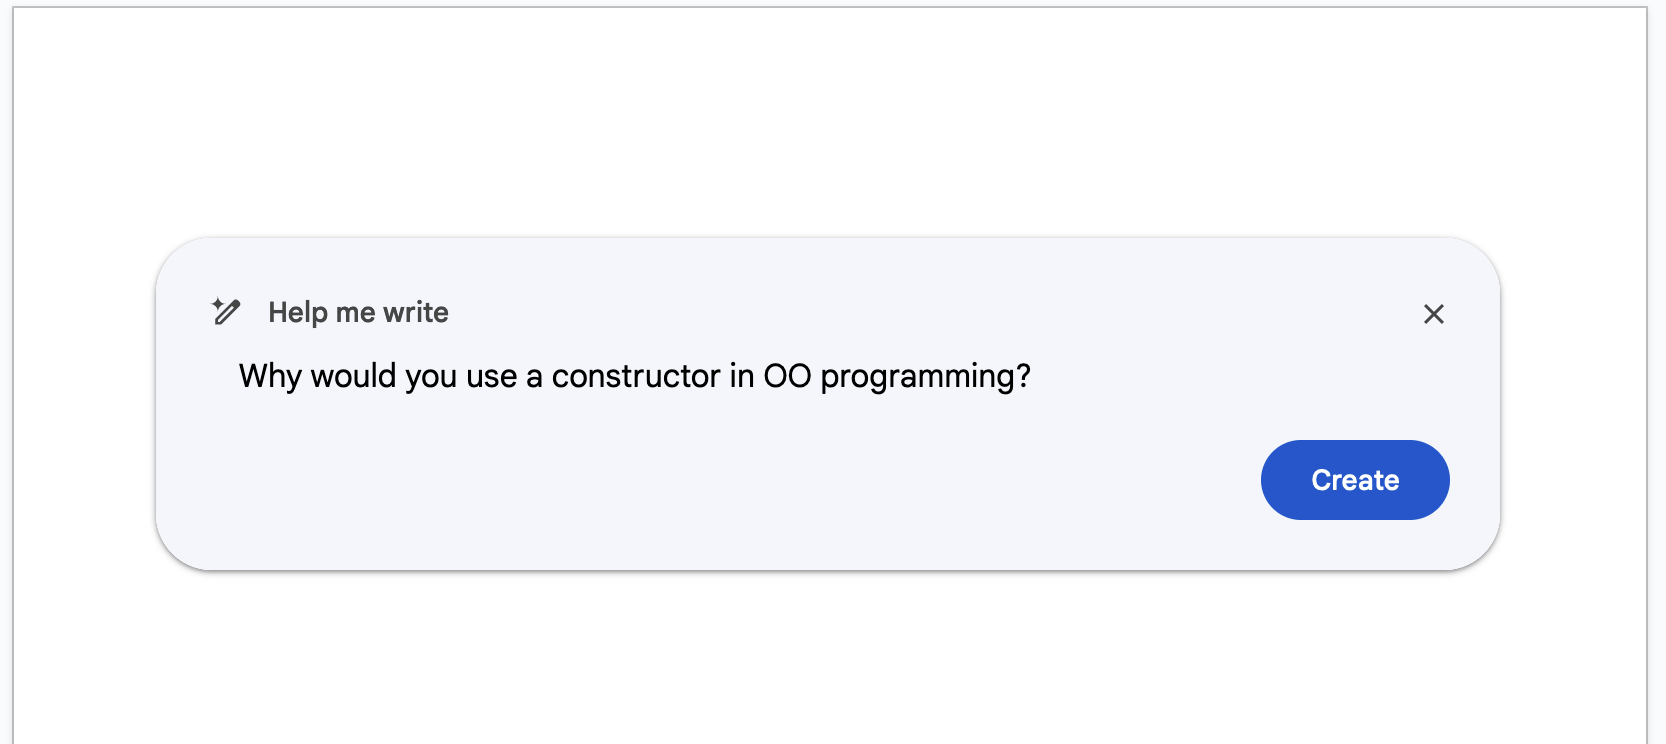 Help me write
Why would you use a constructor in OO programming?
Create